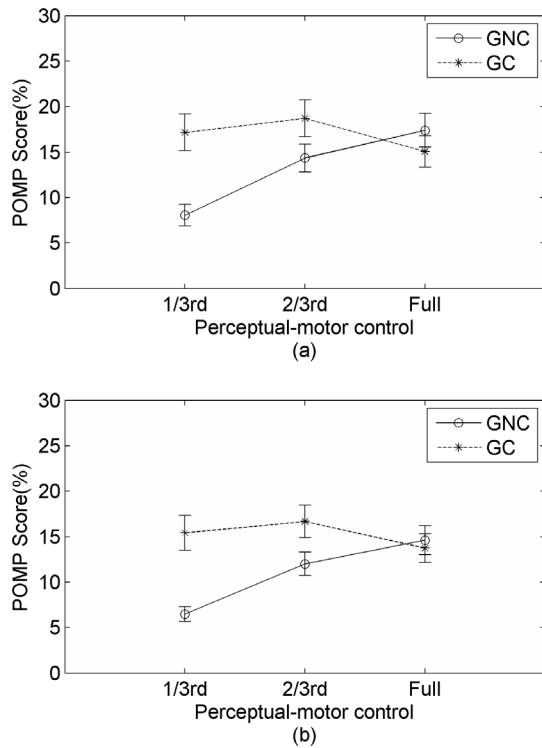 30
25
20
15
10
5
0
POMP Score(%)
GNC
GC
1/3rd 2/3rd Full
Perceptual-motor control
(a)
30
25
20
15
10
5
0
POMP Score(%)
GNC
GC
1/3rd 2/3rd Full
Perceptual-motor control
(b)